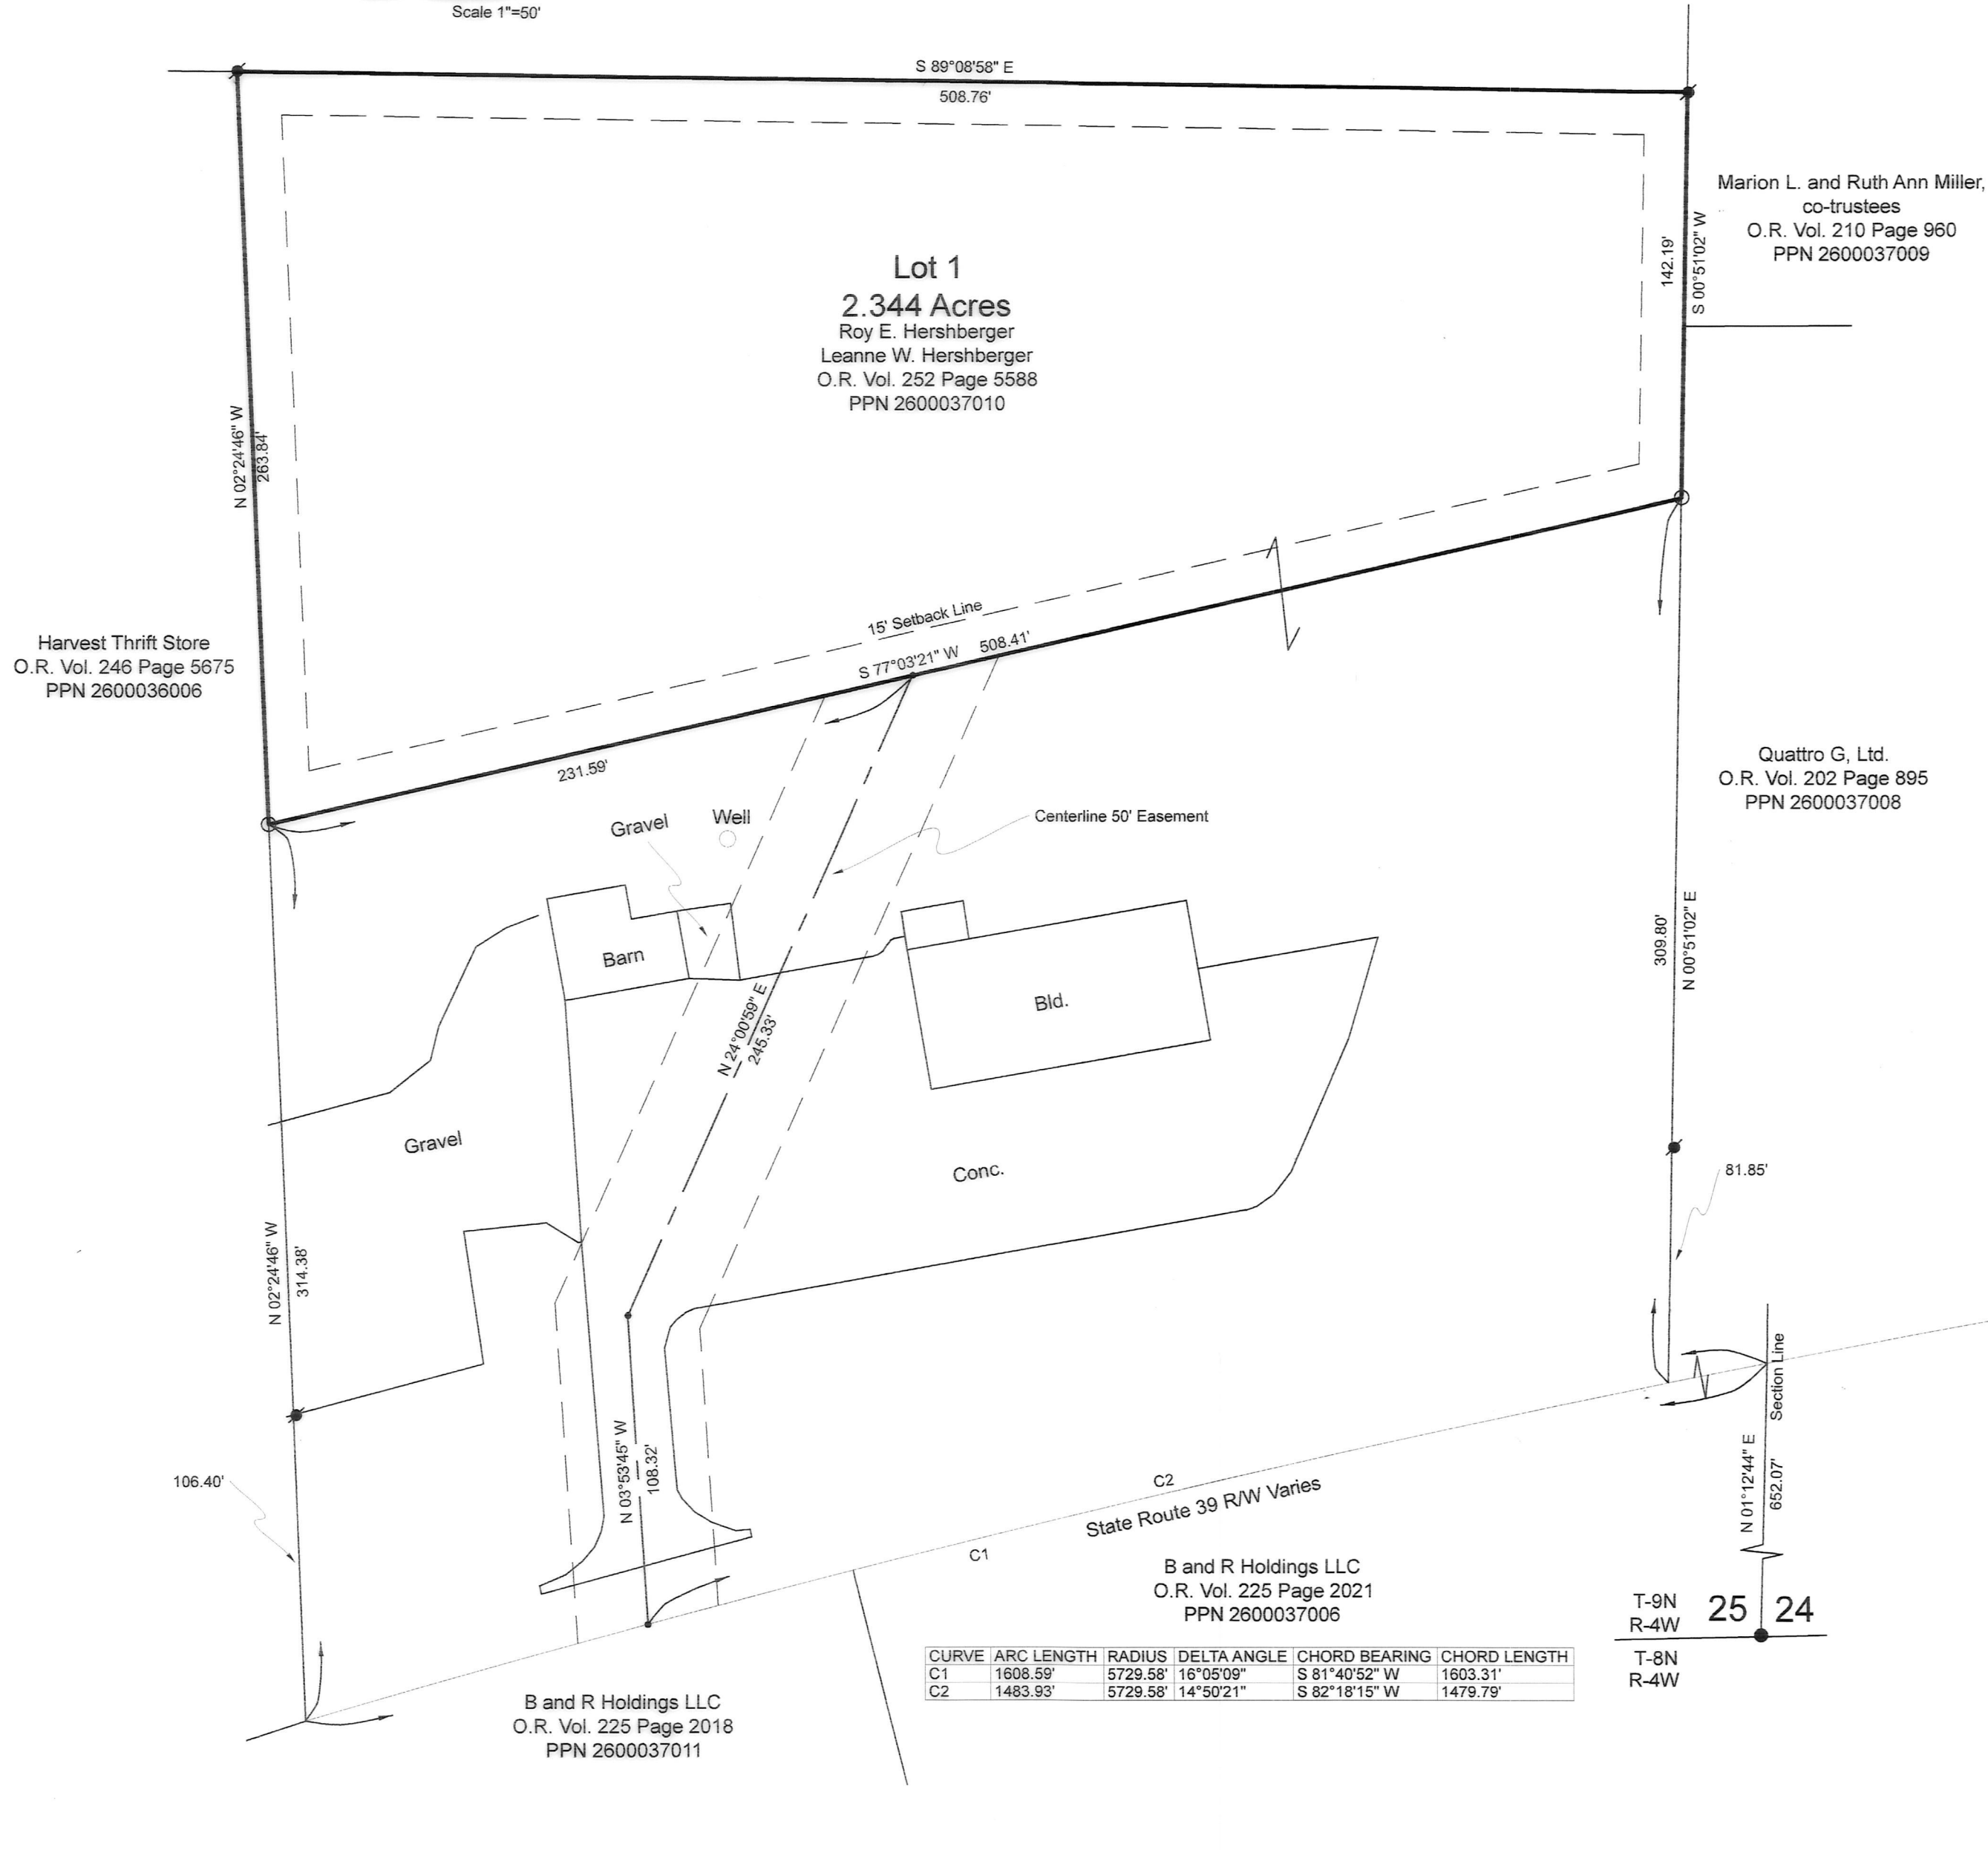 Scale 1"=50'
S 89°08'58" E
508.76'
Marion L. and Ruth Ann Miller,
co-trustees
O.R. Vol. 210 Page 960
PPN 2600037009
142.19'
S 00°51'02" W
Lot 1
2.344 Acres
Roy E. Hershberger
Leanne W. Hershberger
O.R. Vol. 252 Page 5588
PPN 2600037010
N 02°24'46" W
263.84'
15' Setback Line
S 77°03'21" W 508.41'
Harvest Thrift Store
O.R. Vol. 246 Page 5675
PPN 2600036006
231.59'
Quattro G, Ltd.
O.R. Vol. 202 Page 895
PPN 2600037008
Gravel
Well
Centerline 50' Easement
Barn
Bld.
309.80'
N 00°51'02" E
N 24°00'59" E
245.33'
Gravel
Conc.
81.85'
N 02°24'46" W
314.38'
Section Line
N 01°12'44" E
652.07'
106.40'
N 03°53'45" W
108.32'
C2
State Route 39 R/W Varies
C1
B and R Holdings LLC
O.R. Vol. 225 Page 2021
PPN 2600037006
T-9N
R-4W
25
24
T-8N
R-4W
CURVE ARC LENGTH RADIUS DELTA ANGLE CHORD BEARING CHORD LENGTH
C1 1608.59' 5729.58' 16°05'09" S 81°40'52" W 1603.31'
C2 1483.93' 5729.58' 14°50'21" S 82°18'15" W 1479.79'
B and R Holdings LLC
O.R. Vol. 225 Page 2018
PPN 2600037011